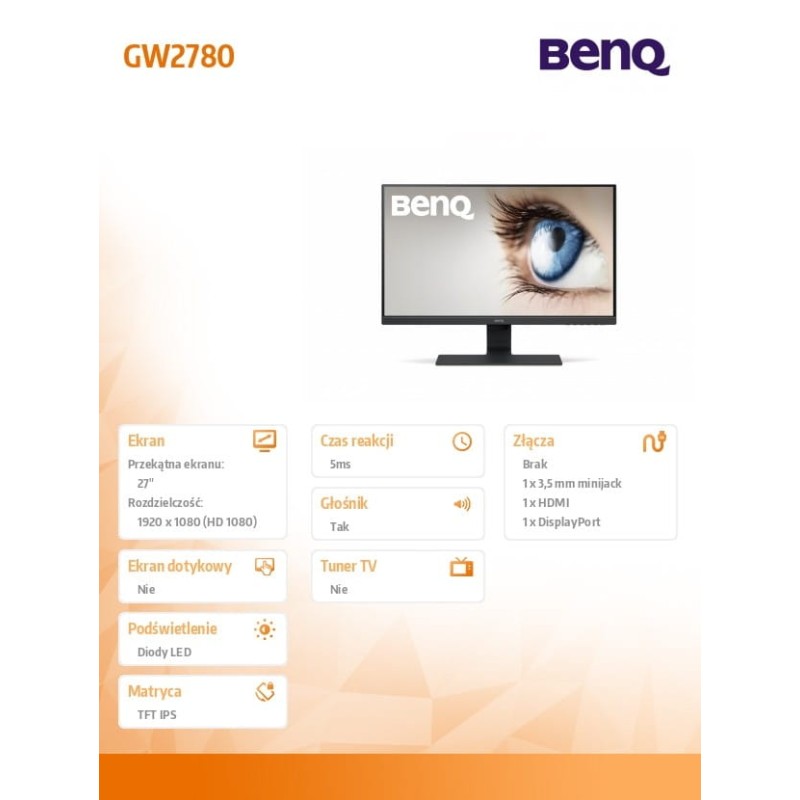 GW2780
BenQ
BenQ
BenQ
Ekran
Przekątna ekranu:
27"
Rozdzielczość:
1920 x 1080 (HD 1080)
Ekran dotykowy
Nie
Podświetlenie
Diody LED
Matryca
TFT IPS
Czas reakcji
5ms
Głośnik
Tak
Tuner TV
Nie
Złącza
Brak
1 x 3,5 mm minijack
1 x HDMI
1 x DisplayPort